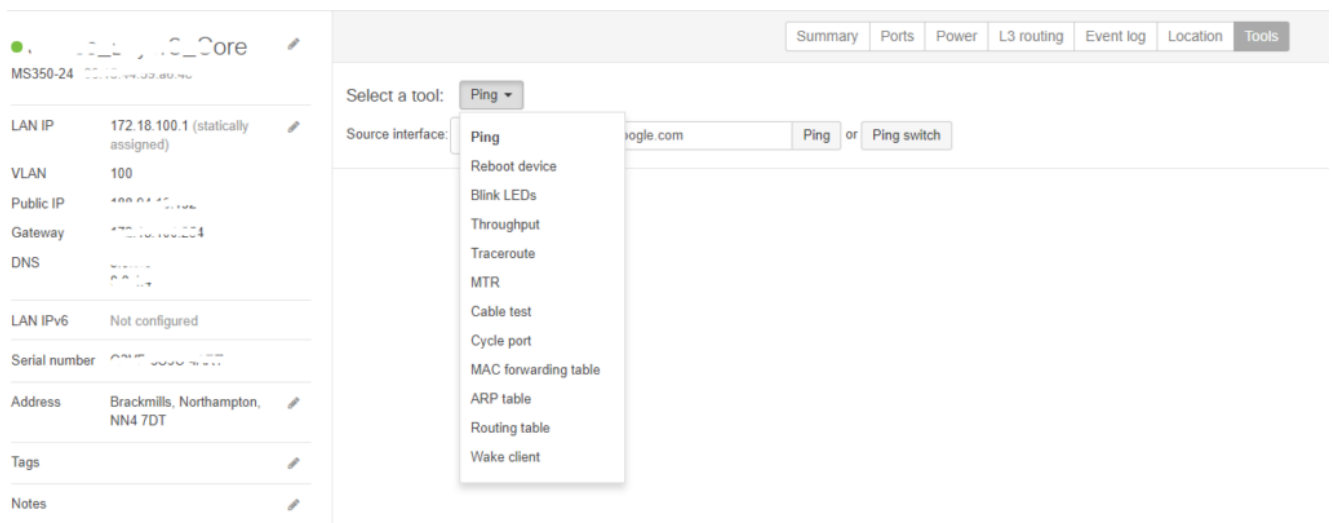 Core
MS350-24
LAN IP 172.18.100.1 (statically
assigned)
VLAN 100
Public IP
Gateway
DNS
LAN IPv6 Not configured
Serial number
Address Brackmills, Northampton,
NN4 7DT
Tags
Notes
Summary Ports Power L3 routing Event log Location Tools
Select a tool: Ping
Source interface: oogle.com Ping or Ping switch
Ping
Reboot device
Blink LEDs
Throughput
Traceroute
MTR
Cable test
Cycle port
MAC forwarding table
ARP table
Routing table
Wake client